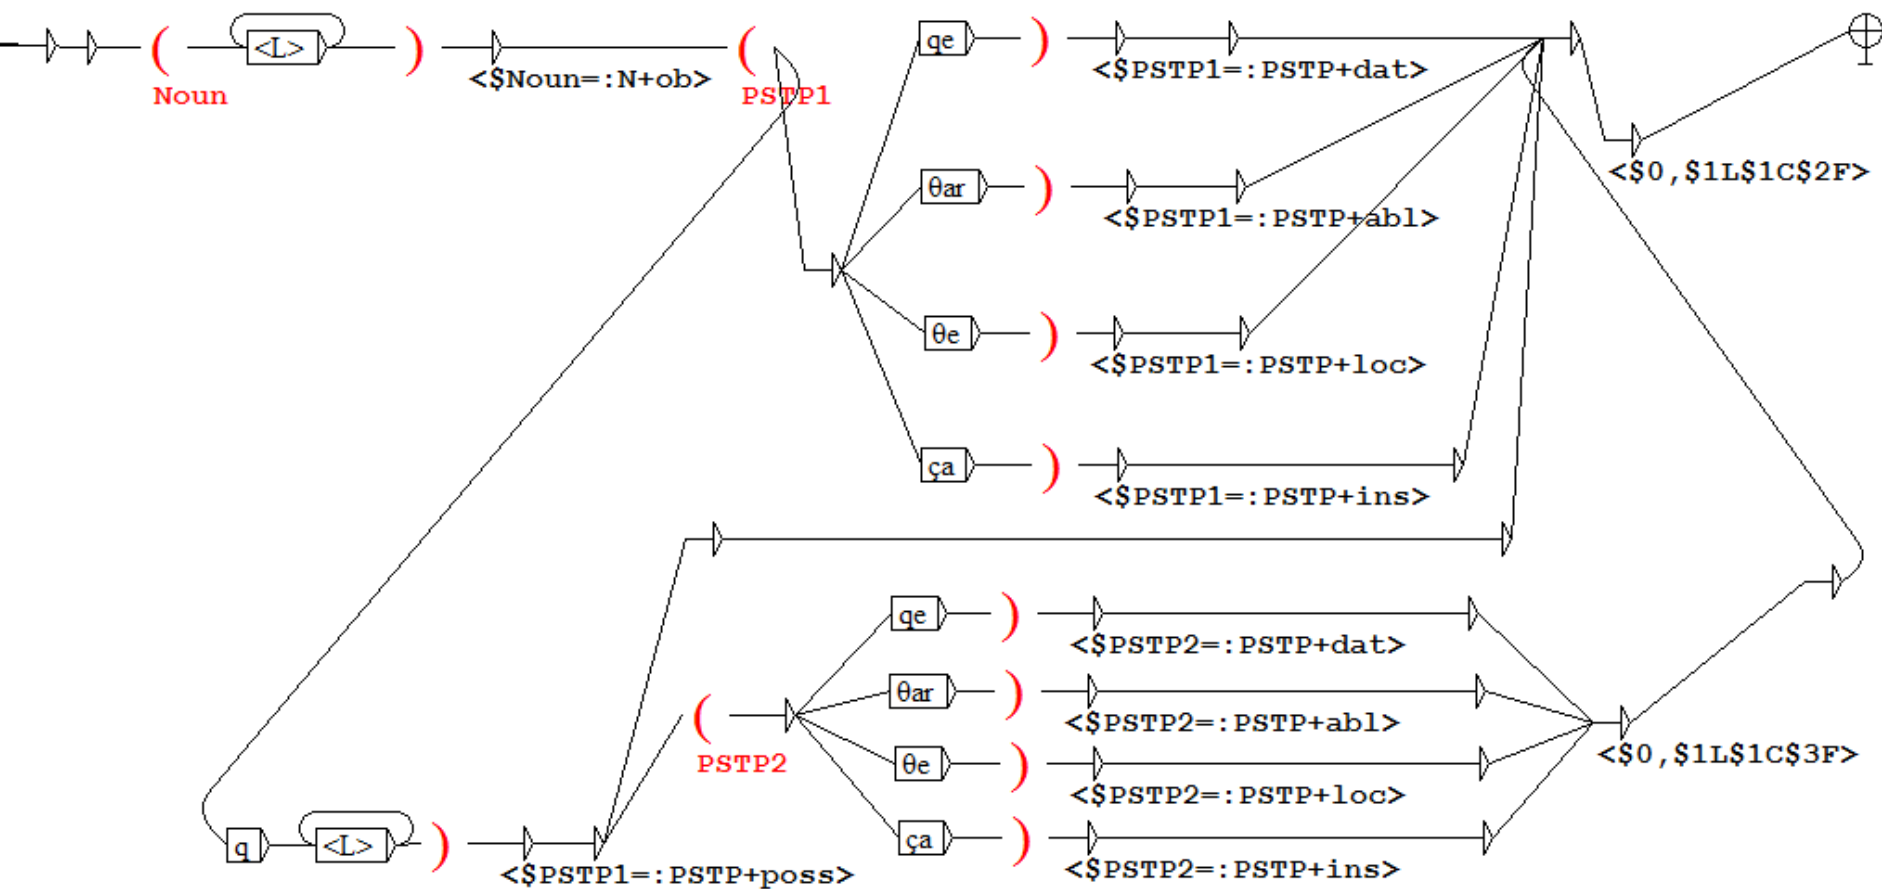 ( <L> ) (
Noun <$Noun=:N+ob> PSTP1
qe ) <$PSTP1=:PSTP+dat>
<$0,$1L$1C$2F>
θar ) <$PSTP1=:PSTP+abl>
θe ) <$PSTP1=:PSTP+loc>
ça ) <$PSTP1=:PSTP+ins>
q <L> ) <$PSTP1=:PSTP+poss>
( PSTP2
qe ) <$PSTP2=:PSTP+dat>
θar ) <$PSTP2=:PSTP+abl>
θe ) <$PSTP2=:PSTP+loc>
ça ) <$PSTP2=:PSTP+ins>
<$0,$1L$1C$3F>